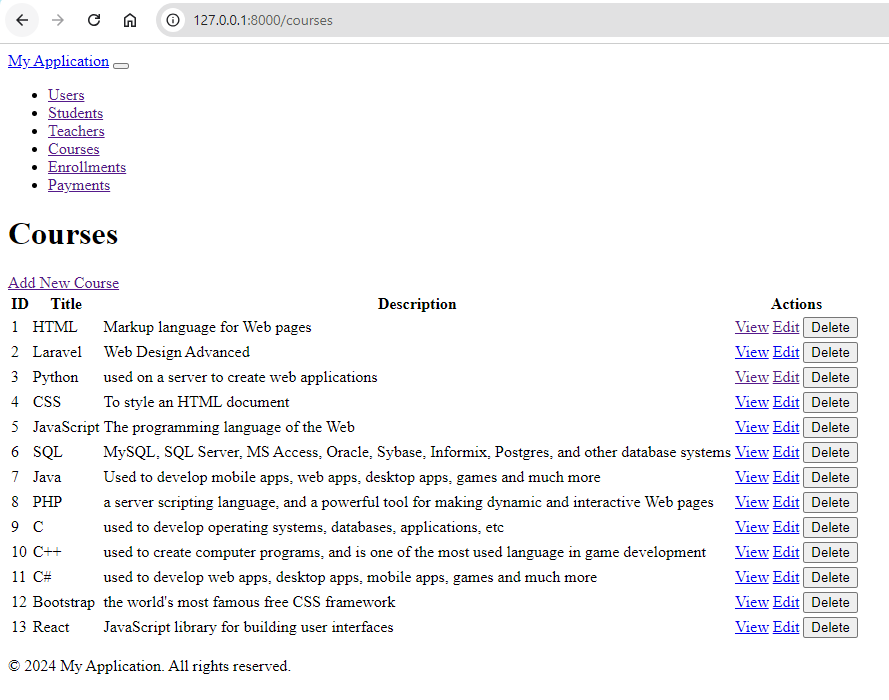 127.0.0.1:8000/courses
My Application
Users
Students
Teachers
Courses
Enrollments
Payments
Courses
Add New Course
ID Title Description Actions
1 HTML Markup language for Web pages View Edit Delete
2 Laravel Web Design Advanced View Edit Delete
3 Python used on a server to create web applications View Edit Delete
4 CSS To style an HTML document View Edit Delete
5 JavaScript The programming language of the Web View Edit Delete
6 SQL MySQL, SQL Server, MS Access, Oracle, Sybase, Informix, Postgres, and other database systems View Edit Delete
7 Java Used to develop mobile apps, web apps, desktop apps, games and much more View Edit Delete
8 PHP a server scripting language, and a powerful tool for making dynamic and interactive Web pages View Edit Delete
9 C used to develop operating systems, databases, applications, etc View Edit Delete
10 C++ used to create computer programs, and is one of the most used language in game development View Edit Delete
11 C# used to develop web apps, desktop apps, mobile apps, games and much more View Edit Delete
12 Bootstrap the world's most famous free CSS framework View Edit Delete
13 React JavaScript library for building user interfaces View Edit Delete
© 2024 My Application. All rights reserved.